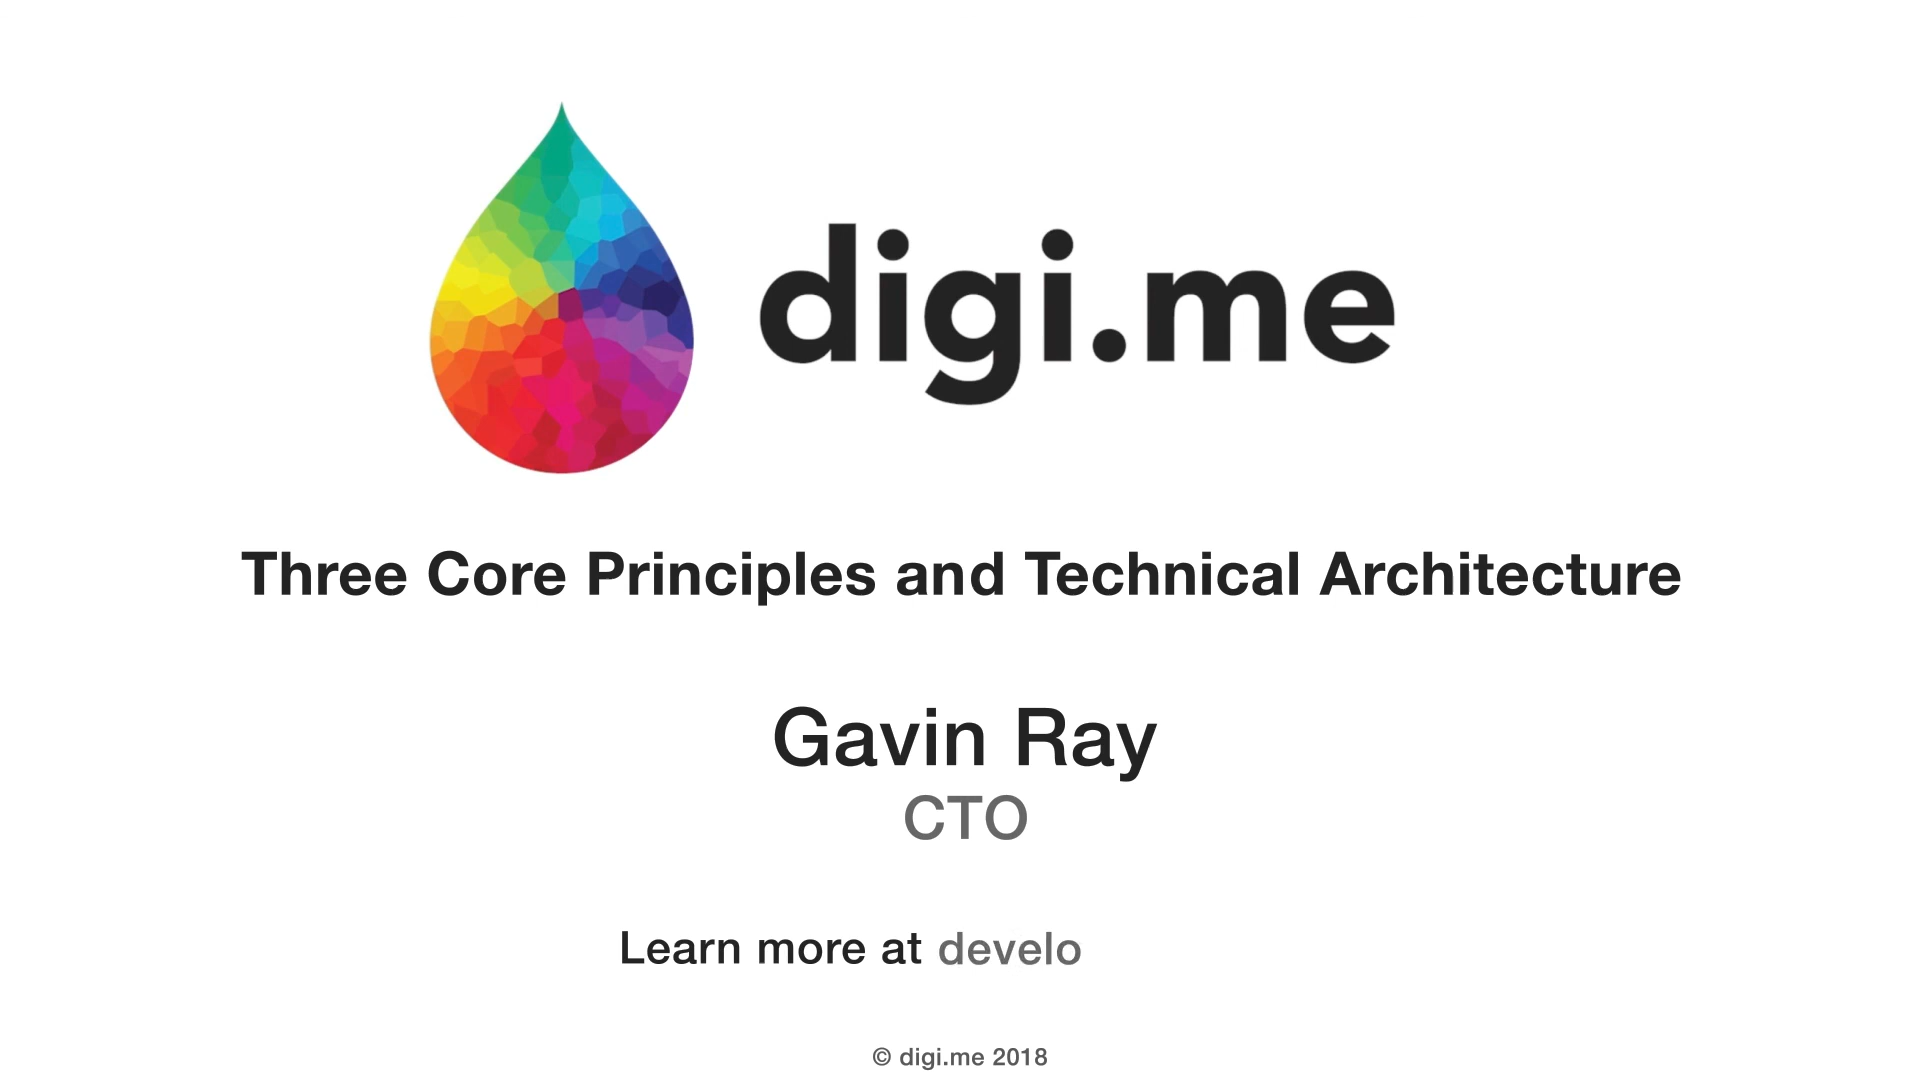 digi.me
Three Core Principles and Technical Architecture
Gavin Ray
CTO
Learn more at develo
© digi.me 2018